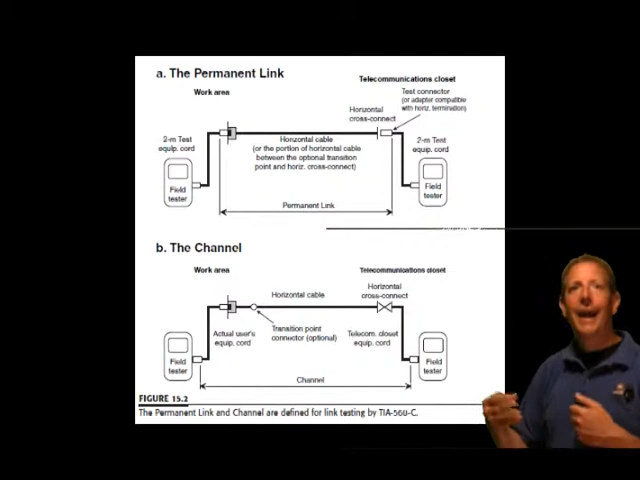 a. The Permanent Link
Telecommunications closet
Work area
Test connector
(or adaptor compatible
with horiz. termination)
Horizontal
cross-connect
2-m Test
equip. cord
Horizontal cable
(or the portion of horizontal cable
between the optional transition
point and horiz. cross-connect)
2-m Test
equip. cord
Field
tester
Field
tester
Permanent Link
b. The Channel
Work area
Telecommunications closet
Horizontal
cross-connect
Horizontal cable
Actual user's
equip. cord
Transition point
connector (optional)
Telecom. closet
equip. cord
Field
tester
Field
tester
Channel
FIGURE 15.2
The Permanent Link and Channel are defined for link testing by TIA-568-C.